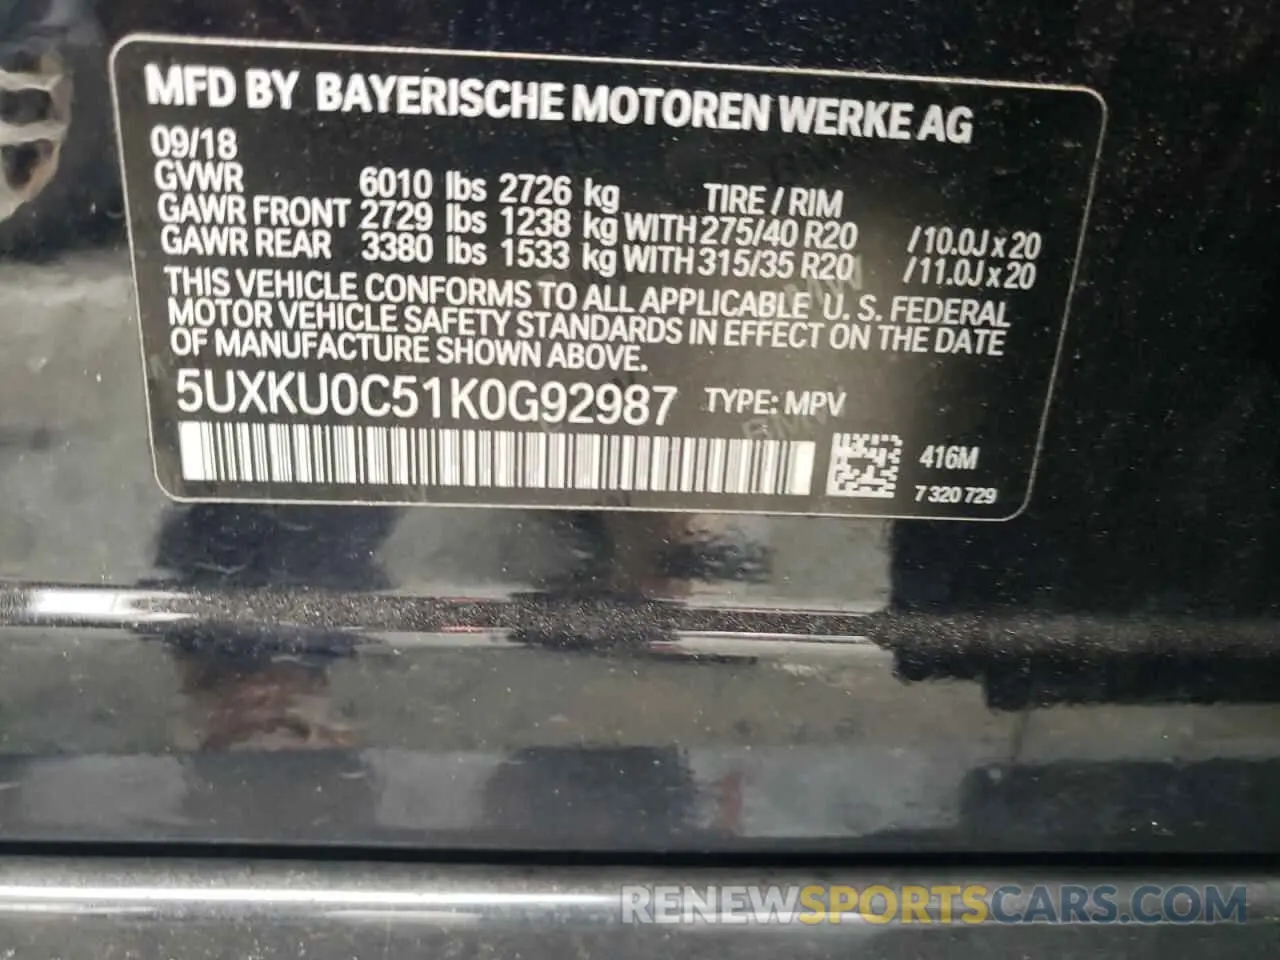 MFD BY BAYERISCHE MOTOREN WERKE AG
09/18
GVWR 6010 lbs 2726 kg TIRE / RIM
GAWR FRONT 2729 lbs 1238 kg WITH 275/40 R20 / 10.0J x 20
GAWR REAR 3380 lbs 1533 kg WITH 315/35 R20 / 11.0J x 20
THIS VEHICLE CONFORMS TO ALL APPLICABLE U. S. FEDERAL
MOTOR VEHICLE SAFETY STANDARDS IN EFFECT ON THE DATE
OF MANUFACTURE SHOWN ABOVE.
5UXKU0C51K0G92987 TYPE: MPV
416M
7 320 729
RENEWSPORTSCARS.COM